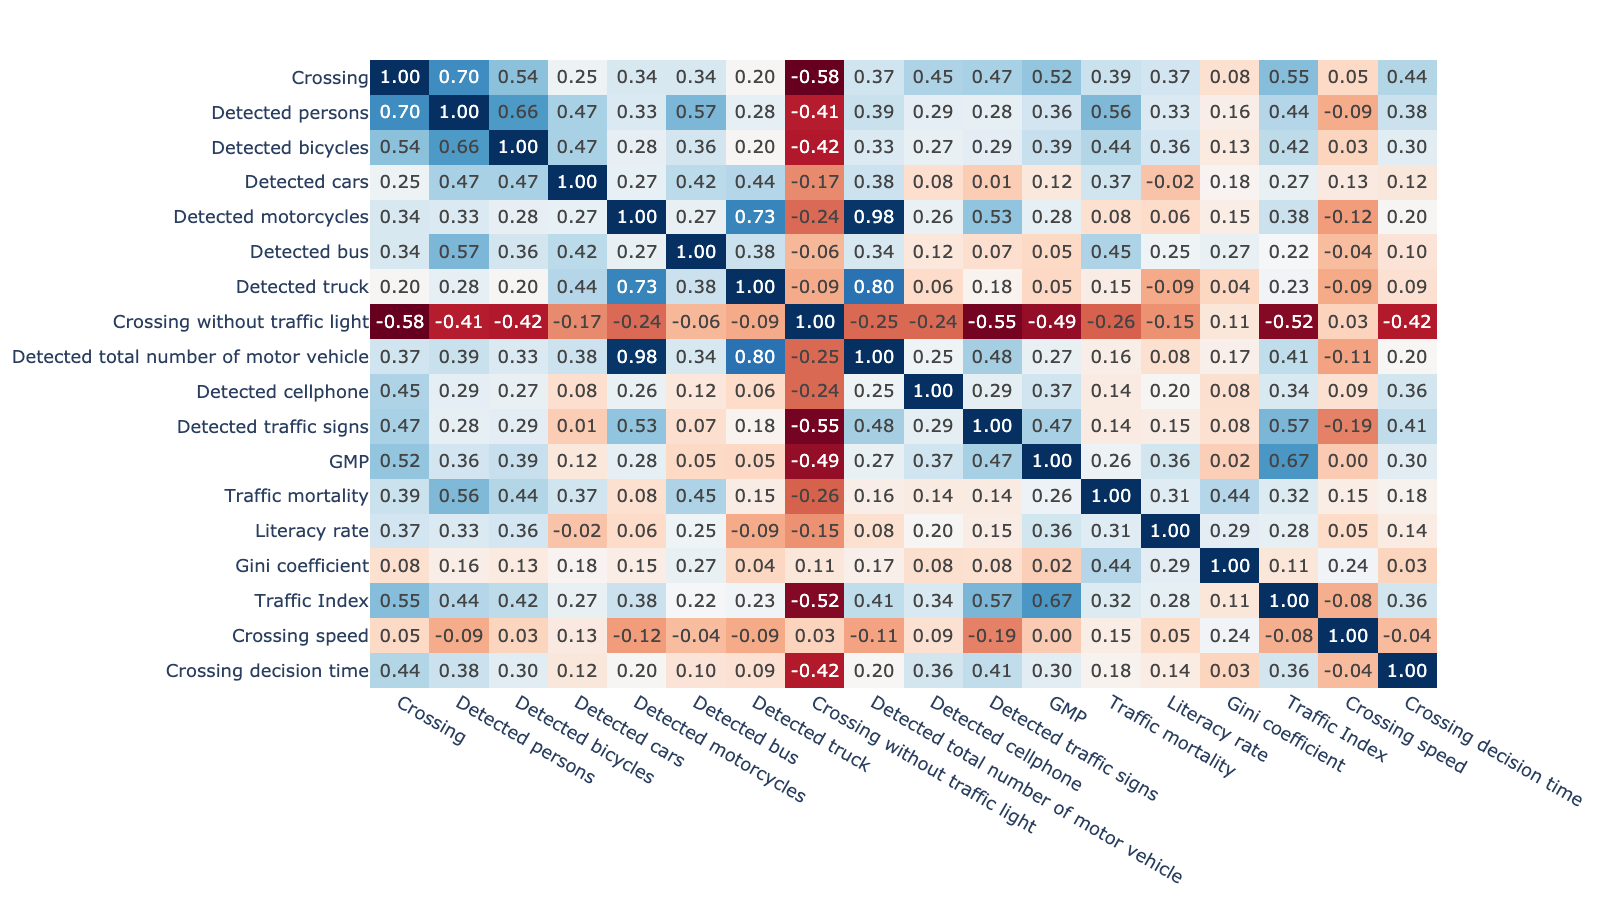 Crossing 1.00 0.70 0.54 0.25 0.34 0.34 0.20 -0.58 0.37 0.45 0.47 0.52 0.39 0.37 0.08 0.55 0.05 0.44
Detected persons 0.70 1.00 0.66 0.47 0.33 0.57 0.28 -0.41 0.39 0.29 0.28 0.36 0.56 0.33 0.16 0.44 -0.09 0.38
Detected bicycles 0.54 0.66 1.00 0.47 0.28 0.36 0.20 -0.42 0.33 0.27 0.29 0.39 0.44 0.36 0.13 0.42 0.03 0.30
Detected cars 0.25 0.47 0.47 1.00 0.27 0.42 0.44 -0.17 0.38 0.08 0.01 0.12 0.37 -0.02 0.18 0.27 0.13 0.12
Detected motorcycles 0.34 0.33 0.28 0.27 1.00 0.27 0.73 -0.24 0.98 0.26 0.53 0.28 0.08 0.06 0.15 0.38 -0.12 0.20
Detected bus 0.34 0.57 0.36 0.42 0.27 1.00 0.38 -0.06 0.34 0.12 0.07 0.05 0.45 0.25 0.27 0.22 -0.04 0.10
Detected truck 0.20 0.28 0.20 0.44 0.73 0.38 1.00 -0.09 0.80 0.06 0.18 0.05 0.15 -0.09 0.04 0.23 -0.09 0.09
Crossing without traffic light -0.58 -0.41 -0.42 -0.17 -0.24 -0.06 -0.09 1.00 -0.25 -0.24 -0.55 -0.49 -0.26 -0.15 0.11 -0.52 0.03 -0.42
Detected total number of motor vehicle 0.37 0.39 0.33 0.38 0.98 0.34 0.80 -0.25 1.00 0.25 0.48 0.27 0.16 0.08 0.17 0.41 -0.11 0.20
Detected cellphone 0.45 0.29 0.27 0.08 0.26 0.12 0.06 -0.24 0.25 1.00 0.29 0.37 0.14 0.20 0.08 0.34 0.09 0.36
Detected traffic signs 0.47 0.28 0.29 0.01 0.53 0.07 0.18 -0.55 0.48 0.29 1.00 0.47 0.14 0.15 0.08 0.57 -0.19 0.41
GMP 0.52 0.36 0.39 0.12 0.28 0.05 0.05 -0.49 0.27 0.37 0.47 1.00 0.26 0.36 0.02 0.67 0.00 0.30
Traffic mortality 0.39 0.56 0.44 0.37 0.08 0.45 0.15 -0.26 0.16 0.14 0.14 0.26 1.00 0.31 0.44 0.32 0.15 0.18
Literacy rate 0.37 0.33 0.36 -0.02 0.06 0.25 -0.09 -0.15 0.08 0.20 0.15 0.36 0.31 1.00 0.29 0.28 0.05 0.14
Gini coefficient 0.08 0.16 0.13 0.18 0.15 0.27 0.04 0.11 0.17 0.08 0.08 0.02 0.44 0.29 1.00 0.11 0.24 0.03
Traffic Index 0.55 0.44 0.42 0.27 0.38 0.22 0.23 -0.52 0.41 0.34 0.57 0.67 0.32 0.28 0.11 1.00 -0.08 0.36
Crossing speed 0.05 -0.09 0.03 0.13 -0.12 -0.04 -0.09 0.03 -0.11 0.09 -0.19 0.00 0.15 0.05 0.24 -0.08 1.00 -0.04
Crossing decision time 0.44 0.38 0.30 0.12 0.20 0.10 0.09 -0.42 0.20 0.36 0.41 0.30 0.18 0.14 0.03 0.36 -0.04 1.00
Crossing
Detected persons
Detected bicycles
Detected cars
Detected motorcycles
Detected bus
Detected truck
Crossing without traffic light
Detected total number of motor vehicle
Detected cellphone
Detected traffic signs
GMP
Traffic mortality
Literacy rate
Gini coefficient
Traffic Index
Crossing speed
Crossing decision time